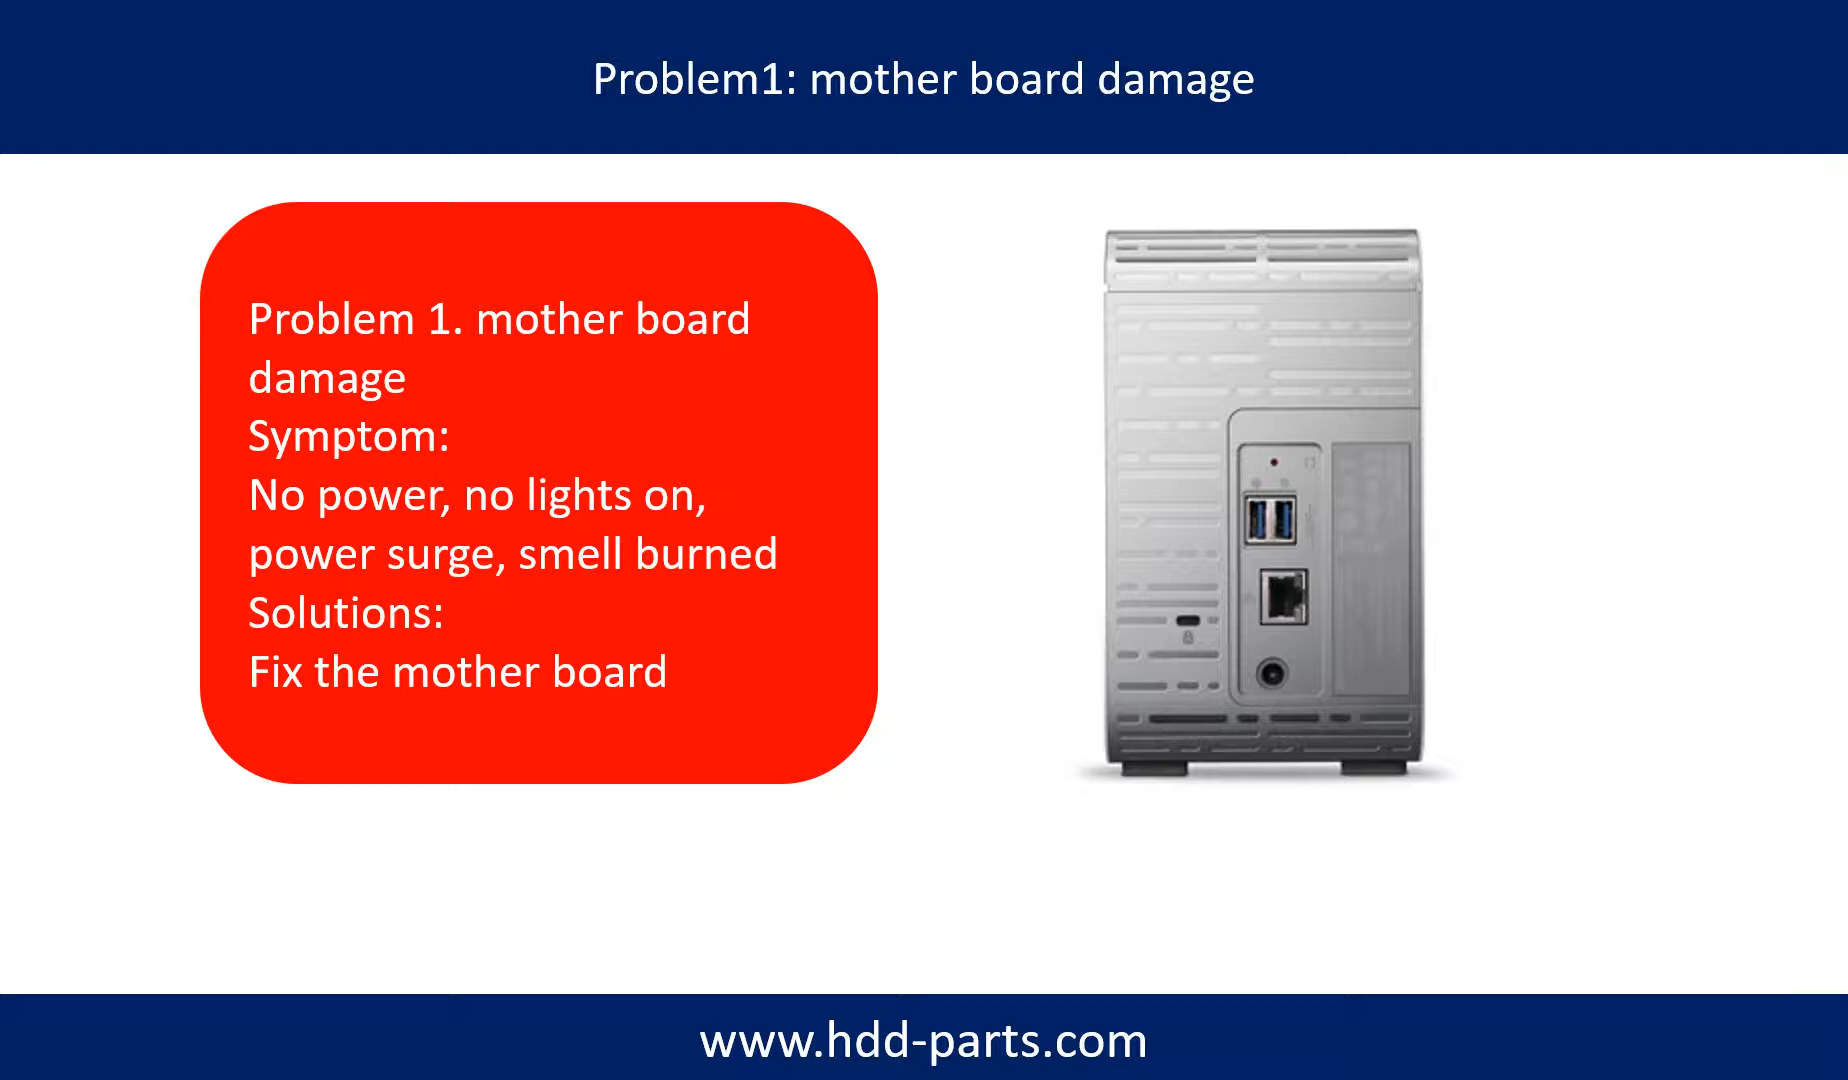 Problem1: mother board damage
Problem 1. mother board
damage
Symptom:
No power, no lights on,
power surge, smell burned
Solutions:
Fix the mother board
www.hdd-parts.com